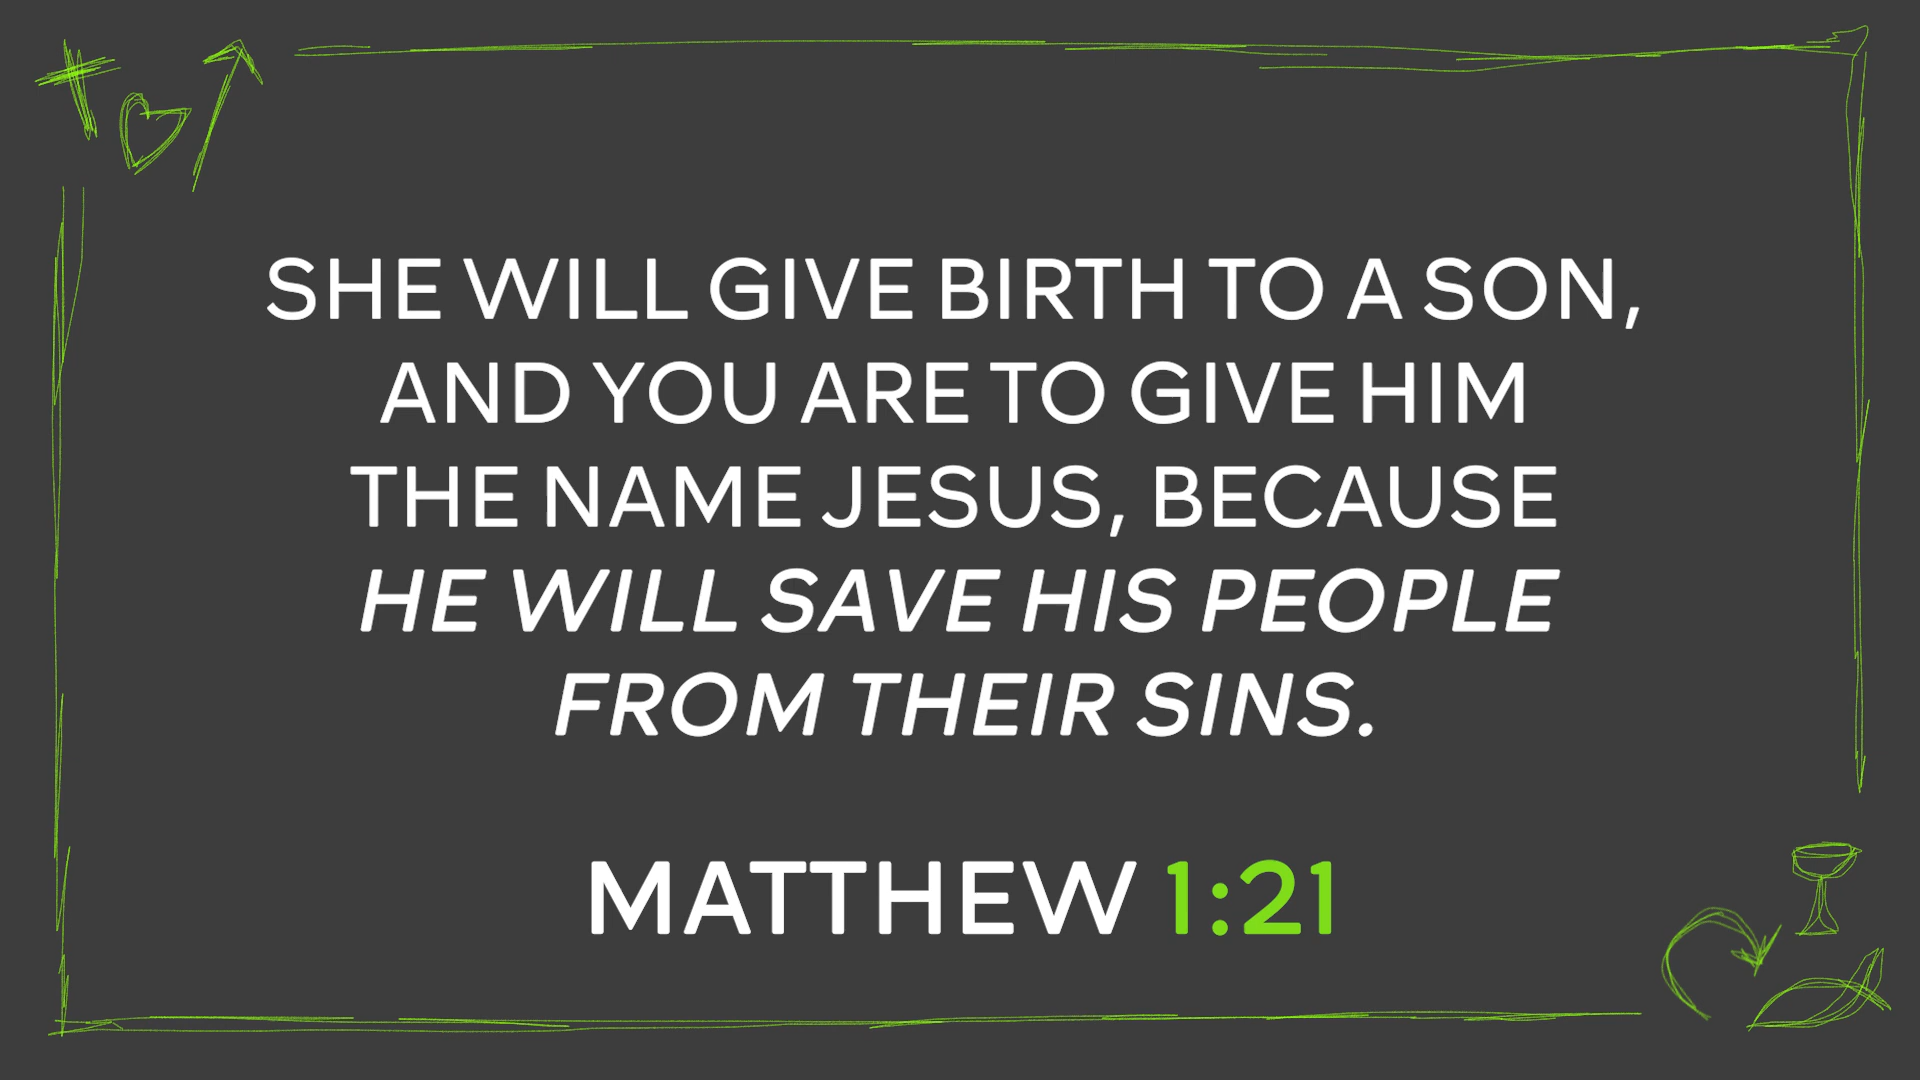 SHE WILL GIVE BIRTH TO A SON,
AND YOU ARE TO GIVE HIM
THE NAME JESUS, BECAUSE
HE WILL SAVE HIS PEOPLE
FROM THEIR SINS.
MATTHEW 1:21